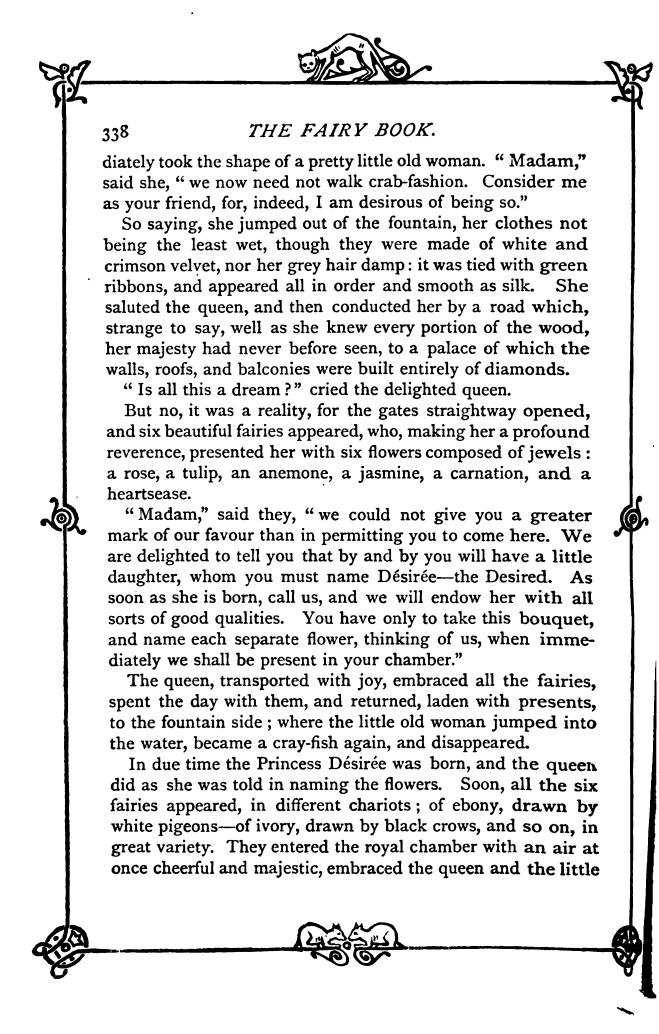 338 THE FAIRY BOOK.
diately took the shape of a pretty little old woman. “ Madam,”
said she, “ we now need not walk crab-fashion. Consider me
as your friend, for, indeed, I am desirous of being so.”
So saying, she jumped out of the fountain, her clothes not
being the least wet, though they were made of white and
crimson velvet, nor her grey hair damp : it was tied with green
ribbons, and appeared all in order and smooth as silk. She
saluted the queen, and then conducted her by a road which,
strange to say, well as she knew every portion of the wood,
her majesty had never before seen, to a palace of which the
walls, roofs, and balconies were built entirely of diamonds.
“ Is all this a dream ?” cried the delighted queen.
But no, it was a reality, for the gates straightway opened,
and six beautiful fairies appeared, who, making her a profound
reverence, presented her with six flowers composed of jewels :
a rose, a tulip, an anemone, a jasmine, a carnation, and a
heartsease.
“ Madam,” said they, “ we could not give you a greater
mark of our favour than in permitting you to come here. We
are delighted to tell you that by and by you will have a little
daughter, whom you must name Désirée—the Desired. As
soon as she is born, call us, and we will endow her with all
sorts of good qualities. You have only to take this bouquet,
and name each separate flower, thinking of us, when imme-
diately we shall be present in your chamber.”
The queen, transported with joy, embraced all the fairies,
spent the day with them, and returned, laden with presents,
to the fountain side ; where the little old woman jumped into
the water, became a cray-fish again, and disappeared.
In due time the Princess Désirée was born, and the queen
did as she was told in naming the flowers. Soon, all the six
fairies appeared, in different chariots ; of ebony, drawn by
white pigeons—of ivory, drawn by black crows, and so on, in
great variety. They entered the royal chamber with an air at
once cheerful and majestic, embraced the queen and the little